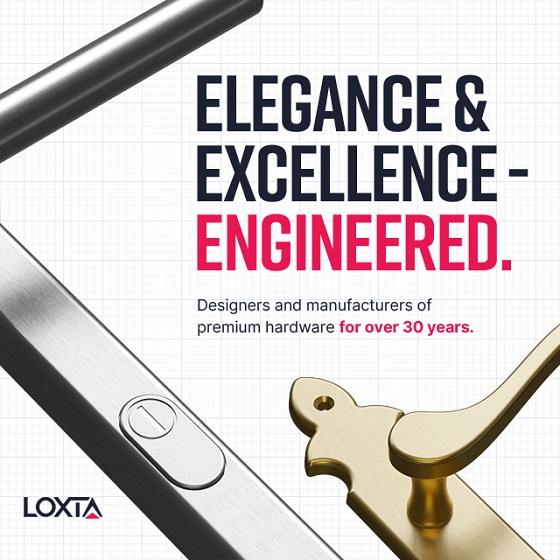 ELEGANCE &
EXCELLENCE -
ENGINEERED.
Designers and manufacturers of
premium hardware for over 30 years.
LOXTA